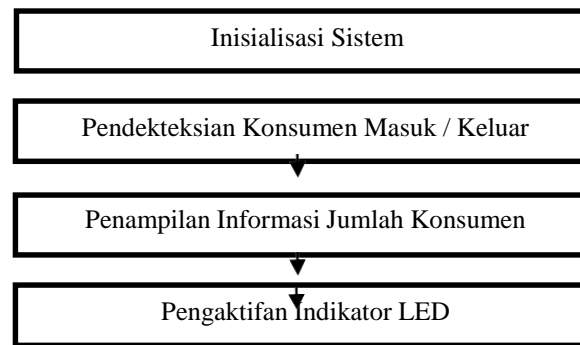 Inisialisasi Sistem
Pendekteksian Konsumen Masuk / Keluar
Penampilan Informasi Jumlah Konsumen
Pengaktifan Indikator LED